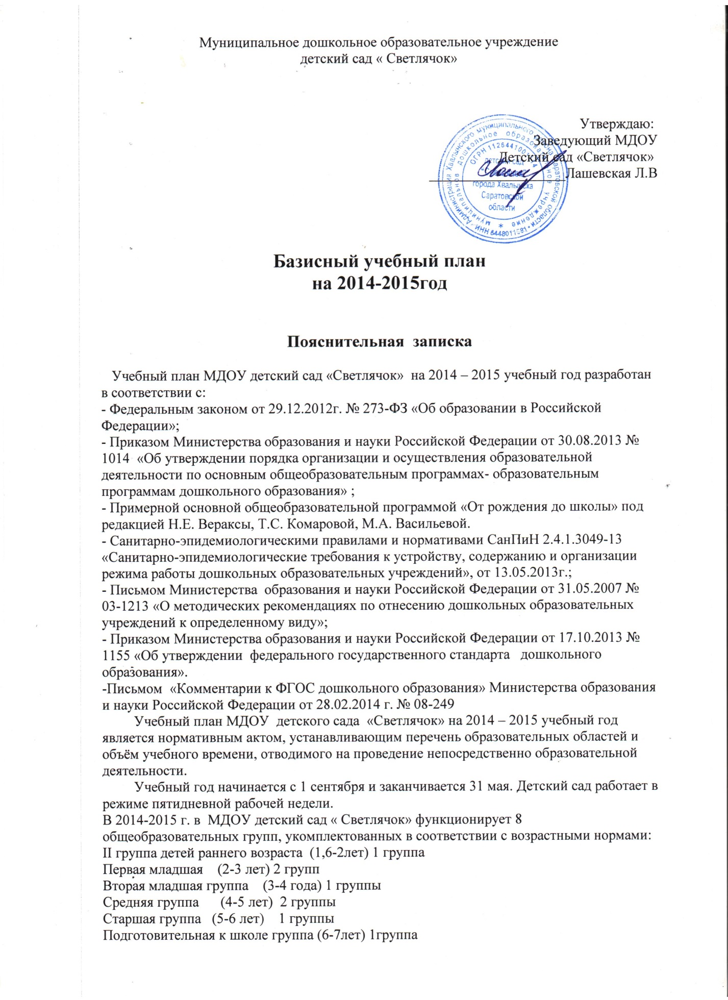 Муниципальное дошкольное образовательное учреждение
детский сад « Светлячок»
Утверждаю:
Заведующий МДОУ
Детский сад «Светлячок»
Лашевская Л.В
Администрация Хвалынского муниципального района Саратовской области
муниципальное дошкольное образовательное учреждение
детский сад
города Хвалынска
Саратовской
области
Базисный учебный план
на 2014-2015год
Пояснительная записка
Учебный план МДОУ детский сад «Светлячок» на 2014 – 2015 учебный год разработан
в соответствии с:
- Федеральным законом от 29.12.2012г. № 273-ФЗ «Об образовании в Российской
Федерации»;
- Приказом Министерства образования и науки Российской Федерации от 30.08.2013 №
1014 «Об утверждении порядка организации и осуществления образовательной
деятельности по основным общеобразовательным программах- образовательным
программам дошкольного образования» ;
- Примерной основной общеобразовательной программой «От рождения до школы» под
редакцией Н.Е. Вераксы, Т.С. Комаровой, М.А. Васильевой.
- Санитарно-эпидемиологическими правилами и нормативами СанПиН 2.4.1.3049-13
«Санитарно-эпидемиологические требования к устройству, содержанию и организации
режима работы дошкольных образовательных учреждений», от 13.05.2013г.;
- Письмом Министерства образования и науки Российской Федерации от 31.05.2007 №
03-1213 «О методических рекомендациях по отнесению дошкольных образовательных
учреждений к определенному виду»;
- Приказом Министерства образования и науки Российской Федерации от 17.10.2013 №
1155 «Об утверждении федерального государственного стандарта дошкольного
образования».
-Письмом «Комментарии к ФГОС дошкольного образования» Министерства образования
и науки Российской Федерации от 28.02.2014 г. № 08-249
Учебный план МДОУ детского сада «Светлячок» на 2014 – 2015 учебный год
является нормативным актом, устанавливающим перечень образовательных областей и
объём учебного времени, отводимого на проведение непосредственно образовательной
деятельности.
Учебный год начинается с 1 сентября и заканчивается 31 мая. Детский сад работает в
режиме пятидневной рабочей недели.
В 2014-2015 г. в МДОУ детский сад « Светлячок» функционирует 8
общеобразовательных групп, укомплектованных в соответствии с возрастными нормами:
II группа детей раннего возраста (1,6-2лет) 1 группа
Первая младшая (2-3 лет) 2 групп
Вторая младшая группа (3-4 года) 1 группы
Средняя группа (4-5 лет) 2 группы
Старшая группа (5-6 лет) 1 группы
Подготовительная к школе группа (6-7лет) 1группа